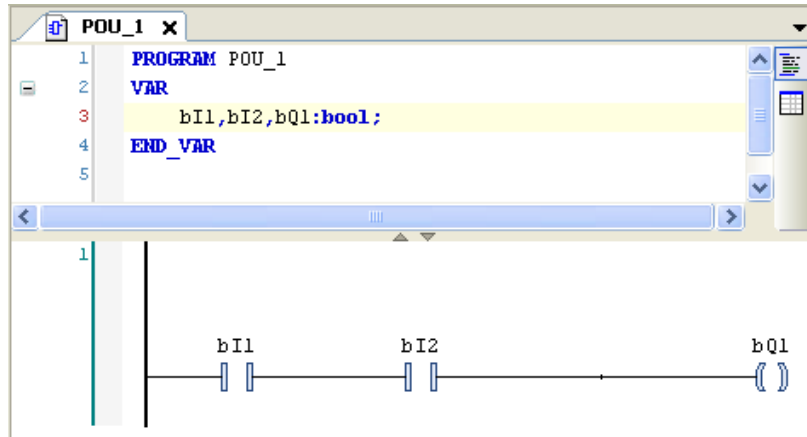 POU_1
1 PROGRAM POU_1
2 VAR
3 bI1,bI2,bQ1:bool;
4 END_VAR
5
1
bI1 bI2 bQ1